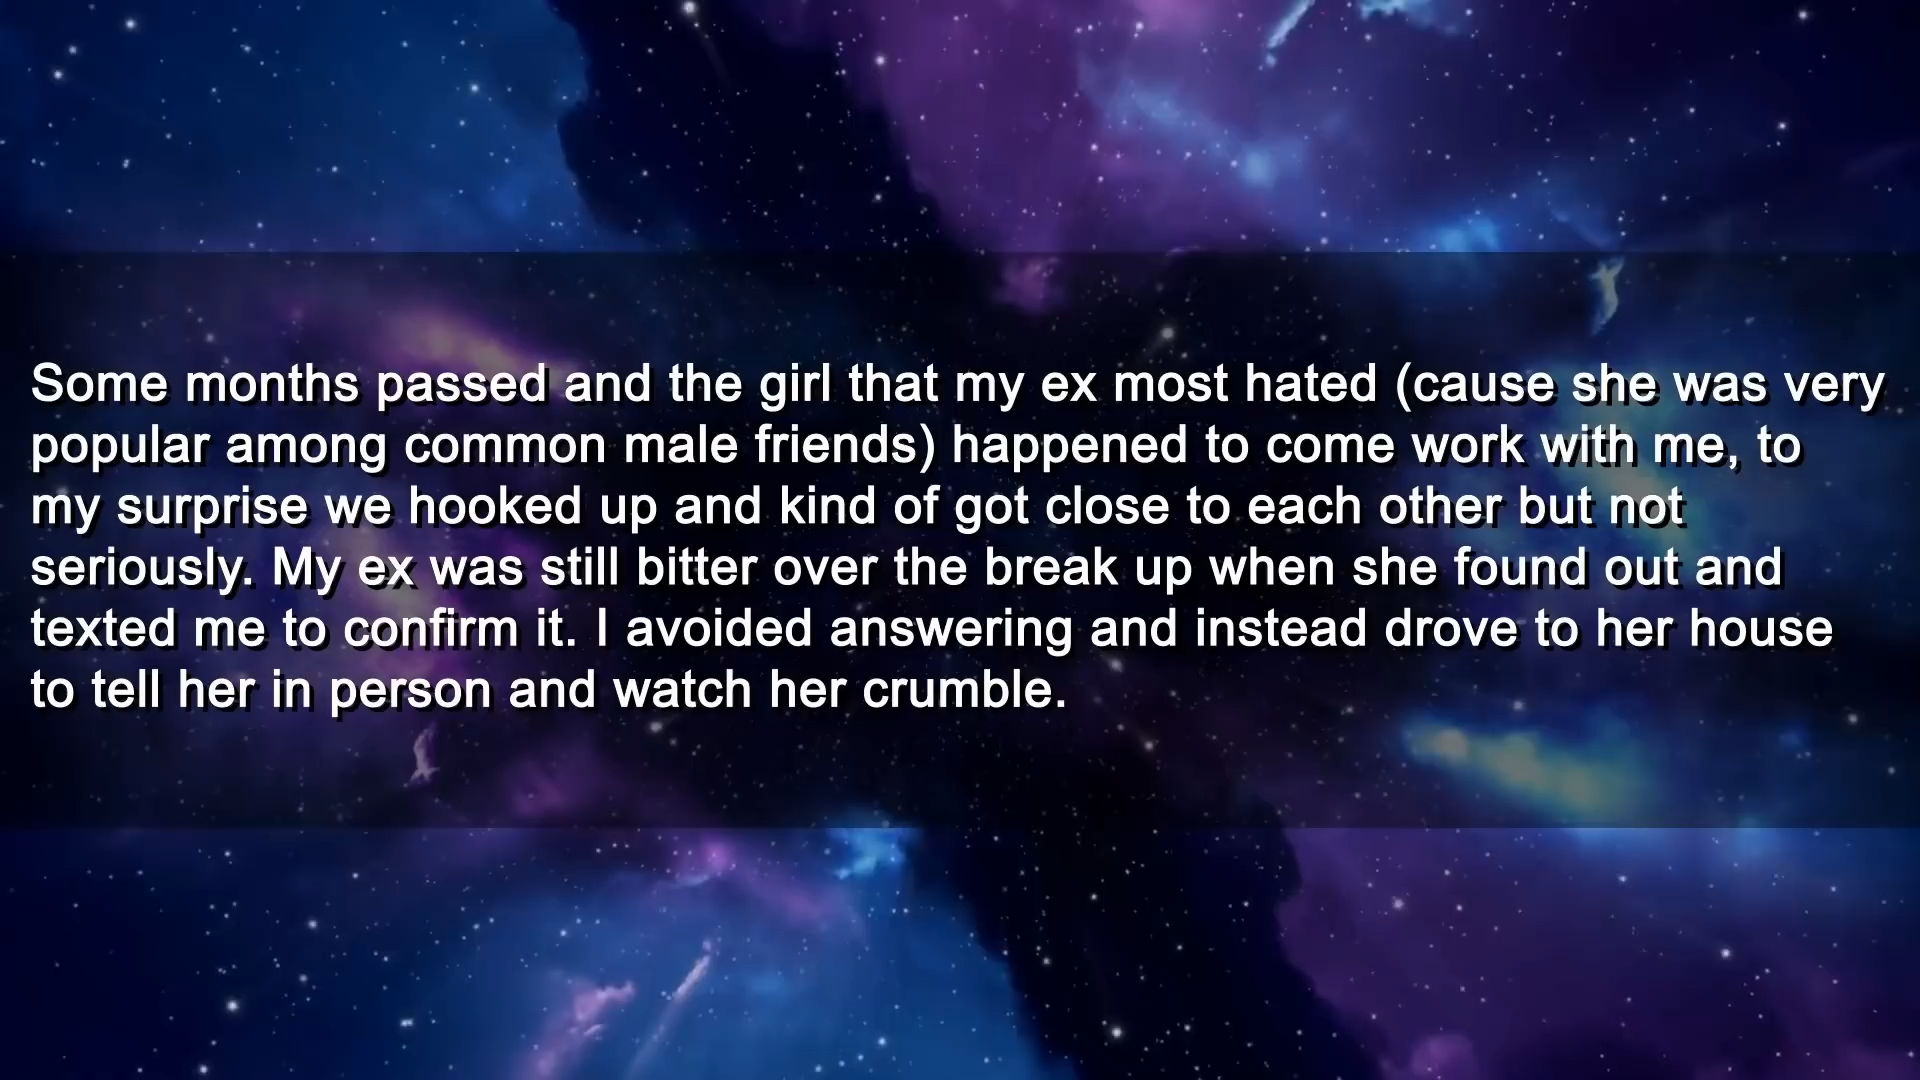 Some months passed and the girl that my ex most hated (cause she was very
popular among common male friends) happened to come work with me, to
my surprise we hooked up and kind of got close to each other but not
seriously. My ex was still bitter over the break up when she found out and
texted me to confirm it. I avoided answering and instead drove to her house
to tell her in person and watch her crumble.